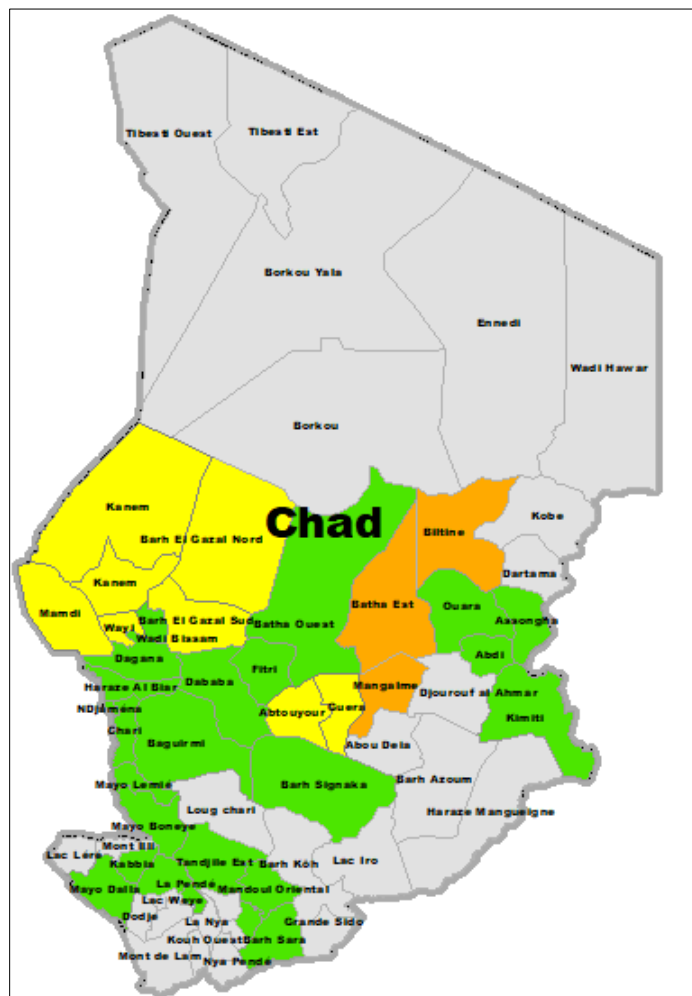 Tibesti Ouest
Tibesti Est
Borkou Yala
Ennedi
Wadi Hawar
Borkou
Kanem
Barh El Gazal Nord
Chad
Biltine
Kobe
Dartama
Kanem
Mamdi
Wayi
Barh El Gazal Sud
Wadi Bissam
Batha Ouest
Batha Est
Ouara
Assongha
Abdi
Dagana
Fitri
Dababa
Haraze Al Biar
NDjaména
Chari
Baguirmi
Abtouyour
Guera
Mangalme
Djourouf al
Ahmar
Kimiti
Abou Deia
Barh Signaka
Barh Azoum
Haraze Mangueigne
Mayo Lemié
Loug chari
Mayo Boneye
Mont Illi
Lac Léré
Kabbia
Tandjile Est
Barh Kôh
Lac Iro
Mayo Dalla
La Pendé
Mandoul Oriental
Lac Weye
Dodje
La Nya
Grande Sido
Kouh Ouest
Barh Sara
Mont de Lam
Nya Pendé